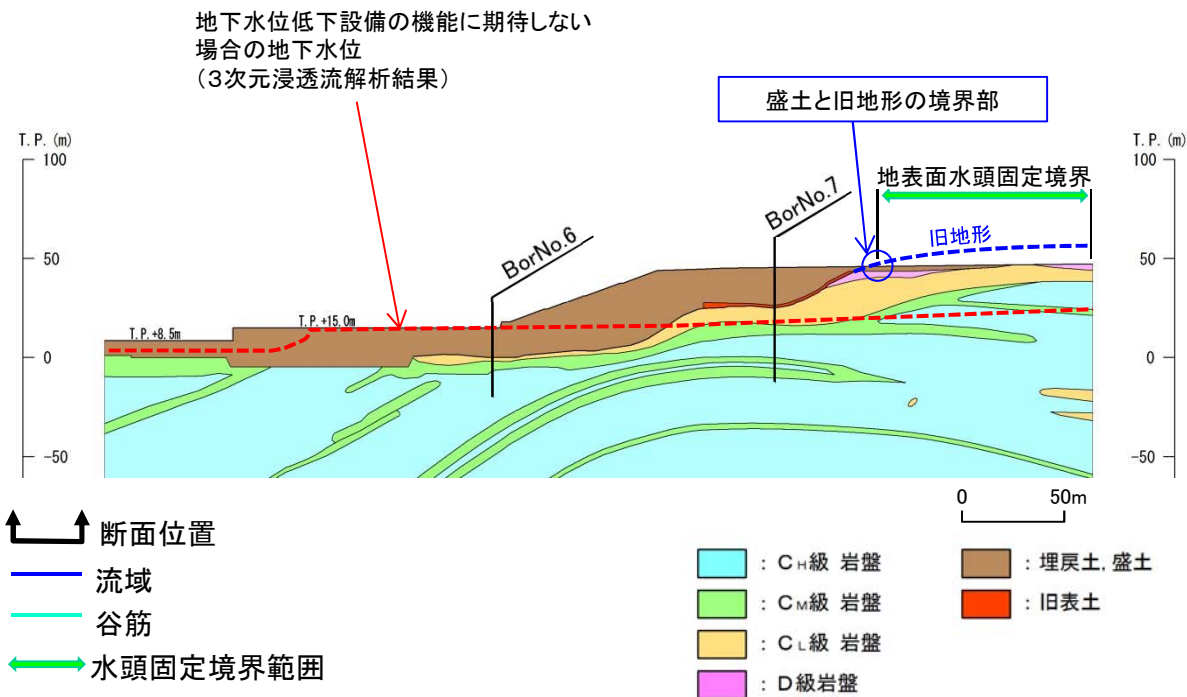 地下水位低下設備の機能に期待しない
場合の地下水位
(3次元浸透流解析結果)
盛土と旧地形の境界部
T.P.(m)
100
50
0
-50
T.P.(m)
100
50
0
-50
地表面水頭固定境界
旧地形
BorNo.6
BorNo.7
T.P.+8.5m
T.P.+15.0m
0 50m
断面位置
流域
谷筋
水頭固定境界範囲
:CH級 岩盤
:CM級 岩盤
:CL級 岩盤
:D級岩盤
:埋戻土,盛土
:旧表土